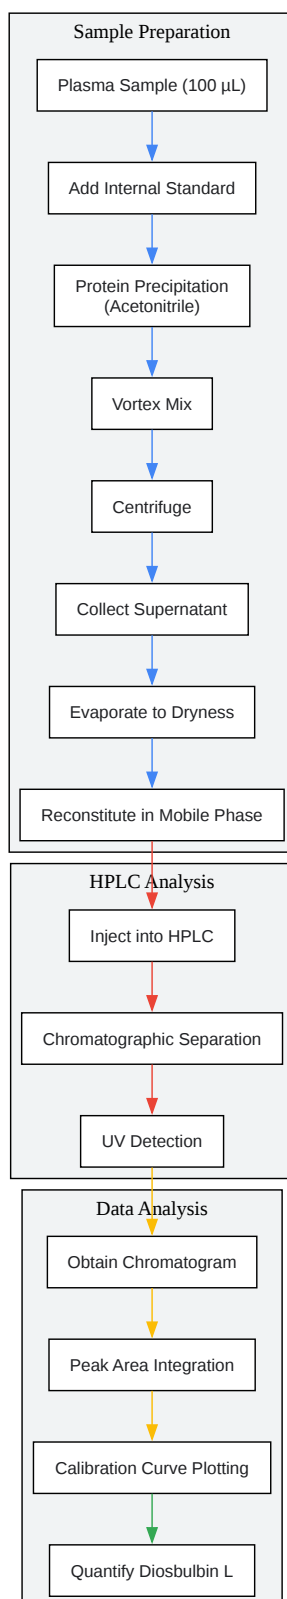 Sample Preparation
Plasma Sample (100 µL)
Add Internal Standard
Protein Precipitation
(Acetonitrile)
Vortex Mix
Centrifuge
Collect Supernatant
Evaporate to Dryness
Reconstitute in Mobile Phase
HPLC Analysis
Inject into HPLC
Chromatographic Separation
UV Detection
Data Analysis
Obtain Chromatogram
Peak Area Integration
Calibration Curve Plotting
Quantify Diosbulbin L